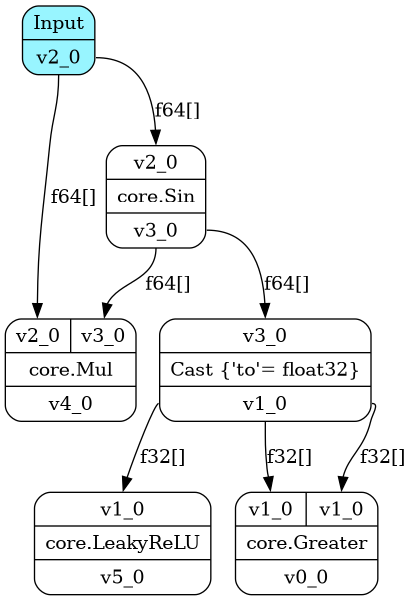 Input
v2_0
f64[]
f64[]
v2_0
core.Sin
v3_0
f64[]
f64[]
v2_0 v3_0
core.Mul
v4_0
v3_0
Cast {'to'= float32}
v1_0
f32[]
f32[]
f32[]
v1_0
core.LeakyReLU
v5_0
v1_0 v1_0
core.Greater
v0_0